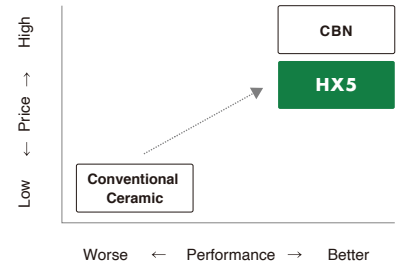 CBN
HX5
Conventional
Ceramic
Low ← Price → High
Worse ← Performance → Better